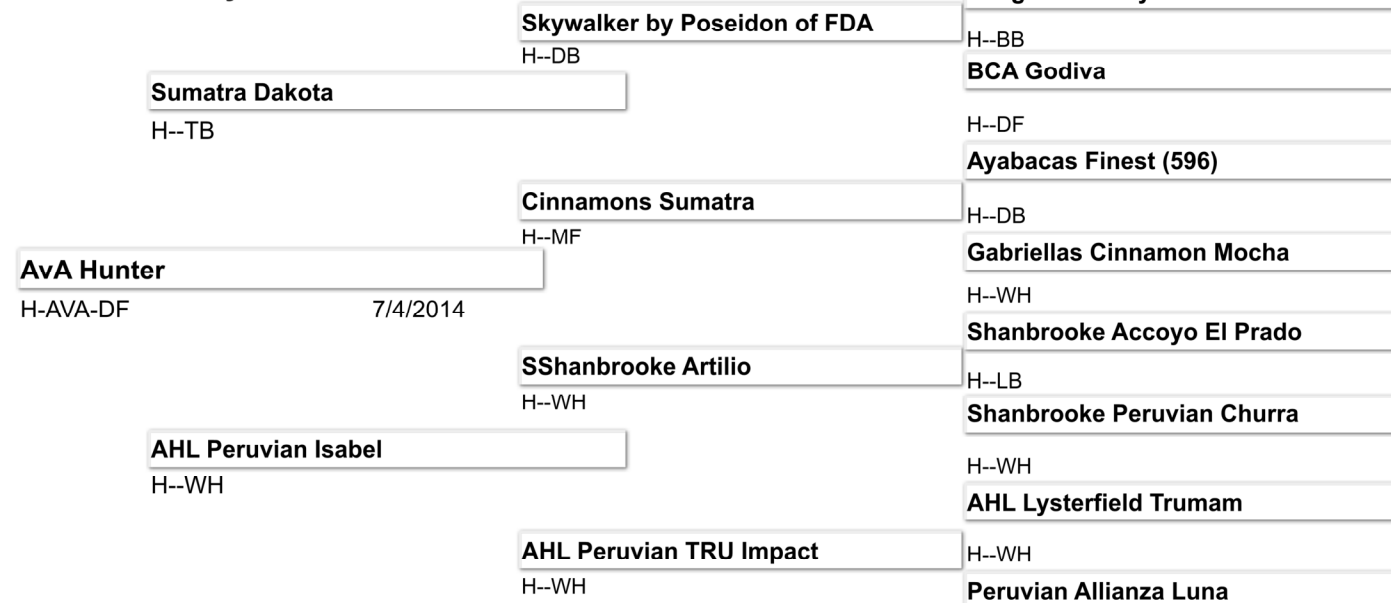 Skywalker by Poseidon of FDA
H--DB
H--BB
BCA Godiva
Sumatra Dakota
H--TB
H--DF
Ayabacas Finest (596)
Cinnamons Sumatra
H--MF
H--DB
Gabriellas Cinnamon Mocha
AvA Hunter
H-AVA-DF 7/4/2014
H--WH
Shanbrooke Accoyo El Prado
SShanbrooke Artilio
H--WH
H--LB
Shanbrooke Peruvian Churra
AHL Peruvian Isabel
H--WH
H--WH
AHL Lysterfield Trumam
AHL Peruvian TRU Impact
H--WH
H--WH
Peruvian Allianza Luna